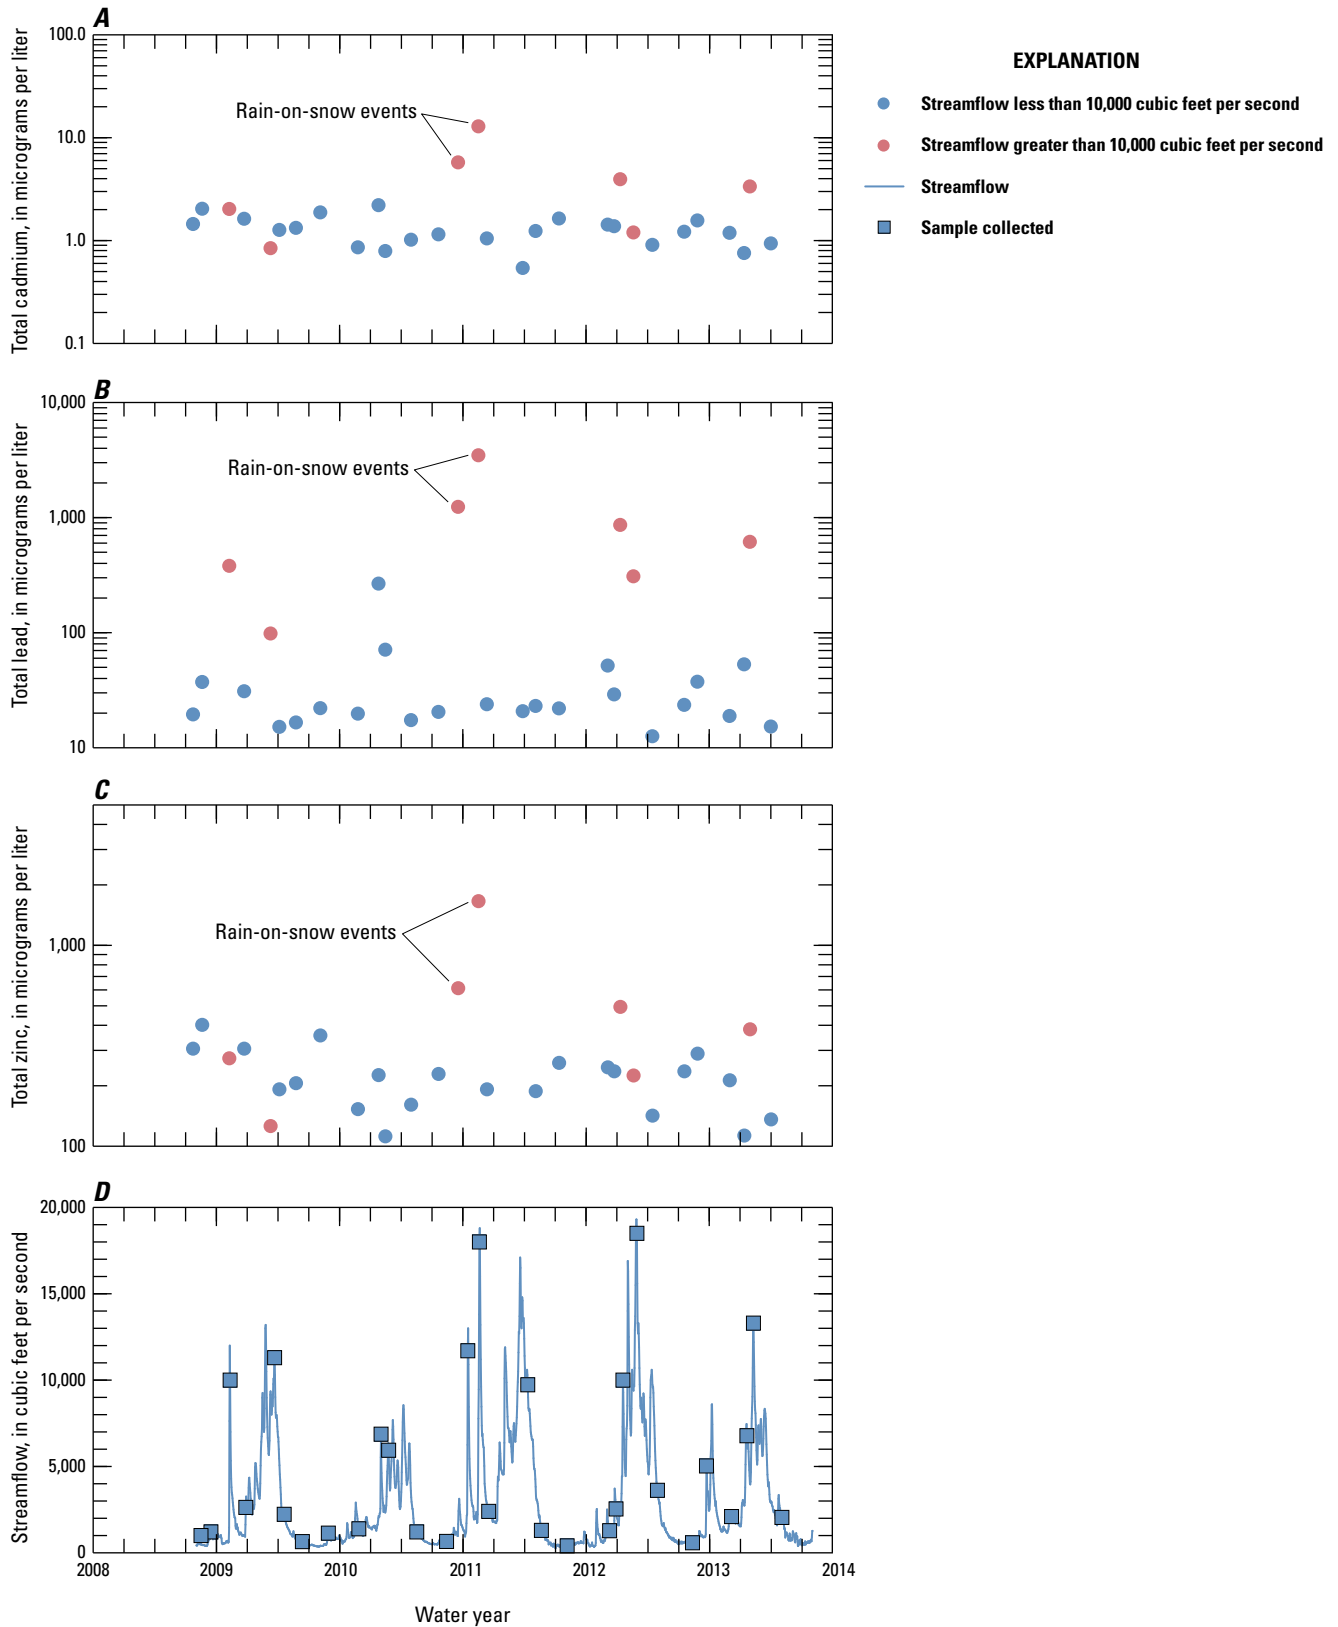 A
Total cadmium, in micrograms per liter
100.0
10.0
1.0
0.1
Rain-on-snow events
EXPLANATION
Streamflow less than 10,000 cubic feet per second
Streamflow greater than 10,000 cubic feet per second
Streamflow
Sample collected
B
Total lead, in micrograms per liter
10,000
1,000
100
10
Rain-on-snow events
C
Total zinc, in micrograms per liter
1,000
100
Rain-on-snow events
D
Streamflow, in cubic feet per second
20,000
15,000
10,000
5,000
0
2008 2009 2010 2011 2012 2013 2014
Water year